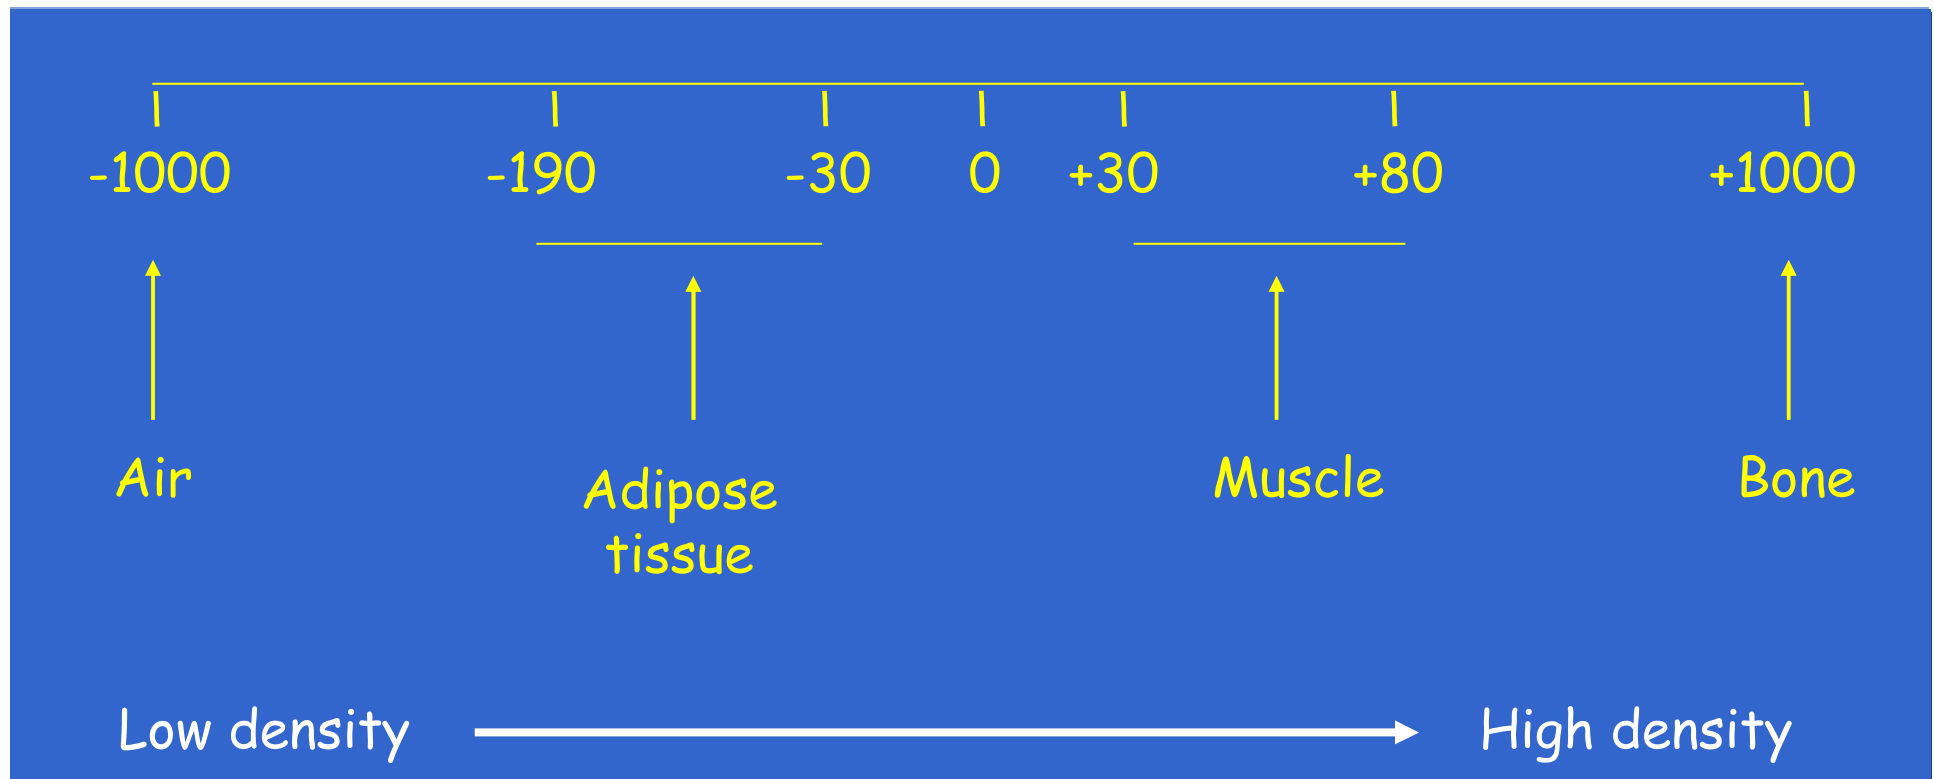 -1000 -190 -30 0 +30 +80 +1000
Air Adipose tissue Muscle Bone
Low density High density